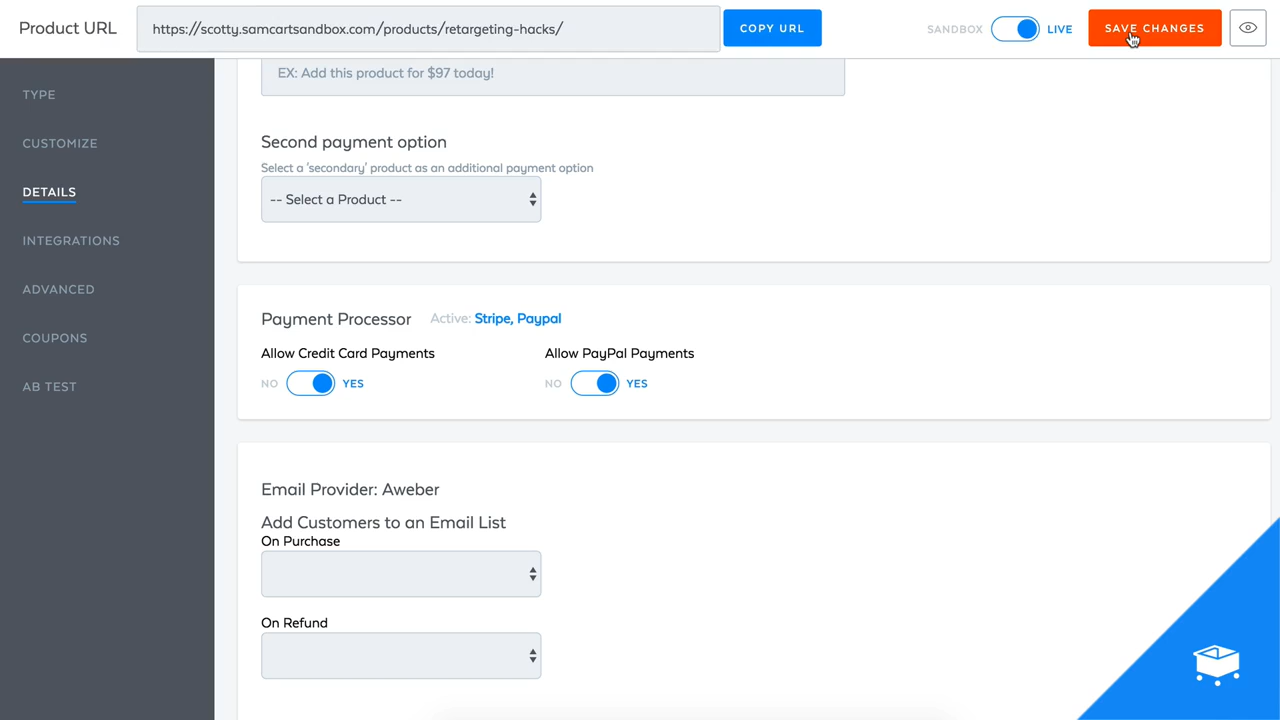 Product URL
https://scotty.samcartsandbox.com/products/retargeting-hacks/
COPY URL
SANDBOX
LIVE
SAVE CHANGES
TYPE
CUSTOMIZE
DETAILS
INTEGRATIONS
ADVANCED
COUPONS
AB TEST
EX: Add this product for $97 today!
Second payment option
Select a 'secondary' product as an additional payment option
-- Select a Product --
Payment Processor Active: Stripe, Paypal
Allow Credit Card Payments
NO
YES
Allow PayPal Payments
NO
YES
Email Provider: Aweber
Add Customers to an Email List
On Purchase
On Refund